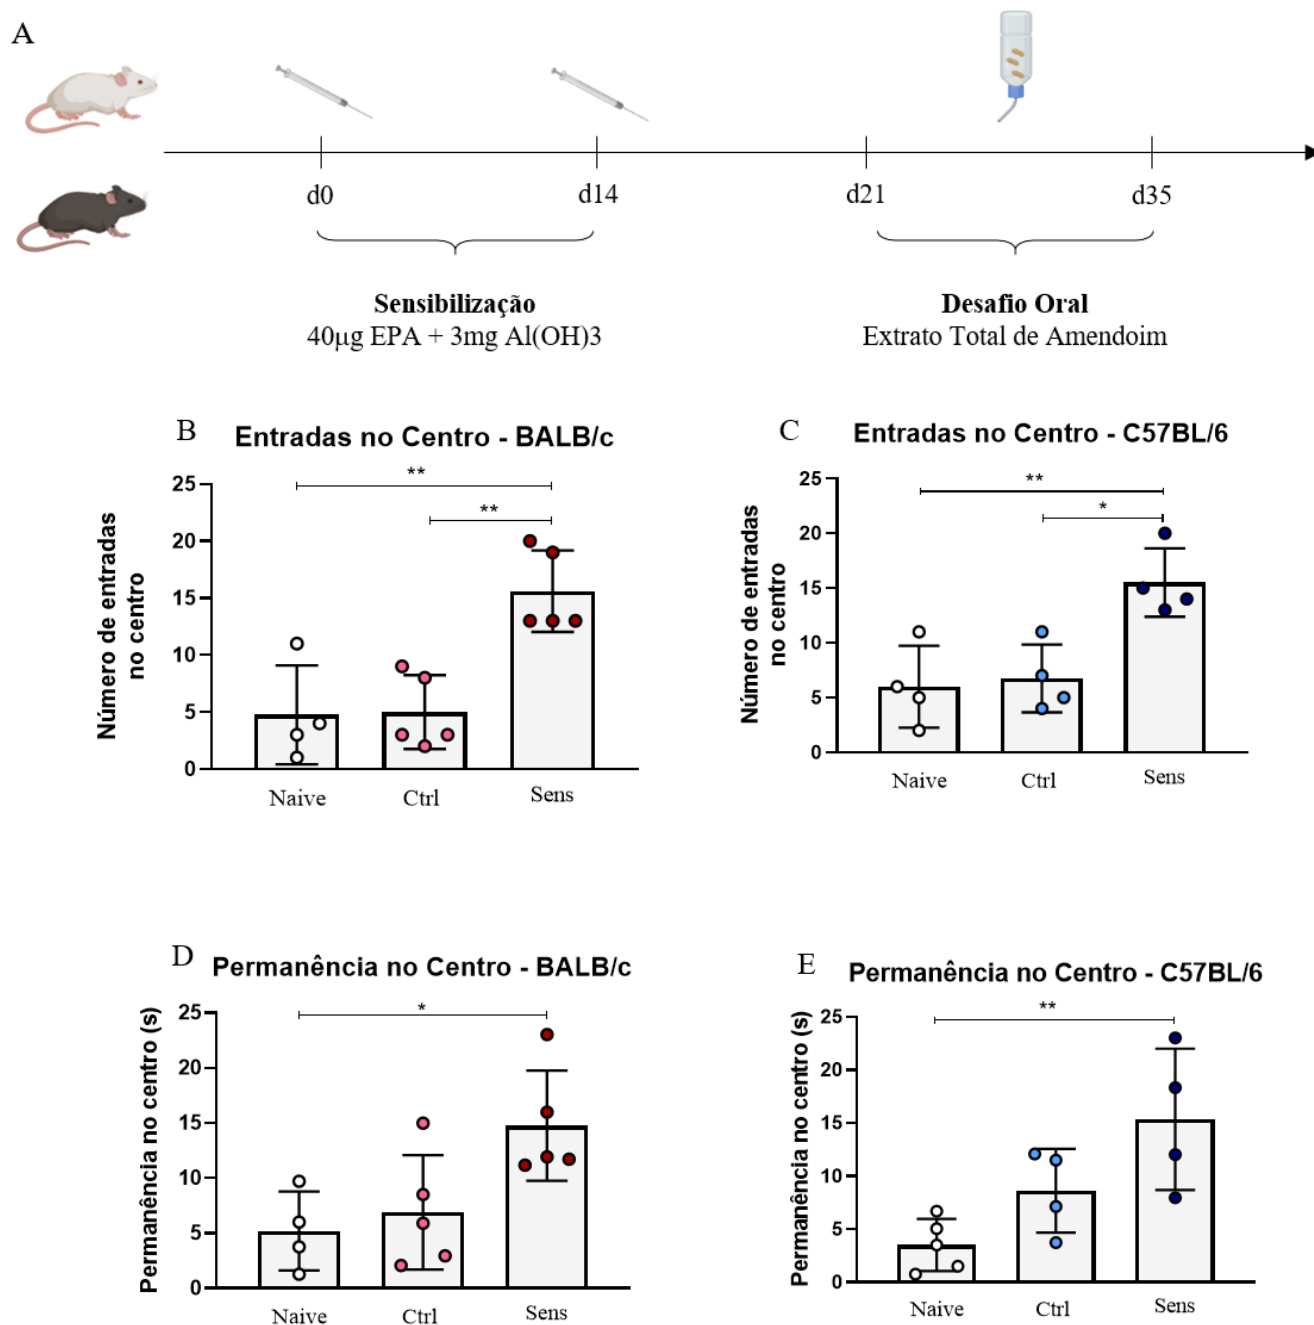 A
d0
d14
d21
d35
Sensibilização
40µg EPA + 3mg Al(OH)3
Desafio Oral
Extrato Total de Amendoim
B
Entradas no Centro - BALB/c
**
**
Número de entradas
no centro
25
20
15
10
5
0
Naive
Ctrl
Sens
C
Entradas no Centro - C57BL/6
**
*
Número de entradas
no centro
25
20
15
10
5
0
Naive
Ctrl
Sens
D
Permanência no Centro - BALB/c
*
Permanência no centro (s)
25
20
15
10
5
0
Naive
Ctrl
Sens
E
Permanência no Centro - C57BL/6
**
Permanência no centro (s)
25
20
15
10
5
0
Naive
Ctrl
Sens